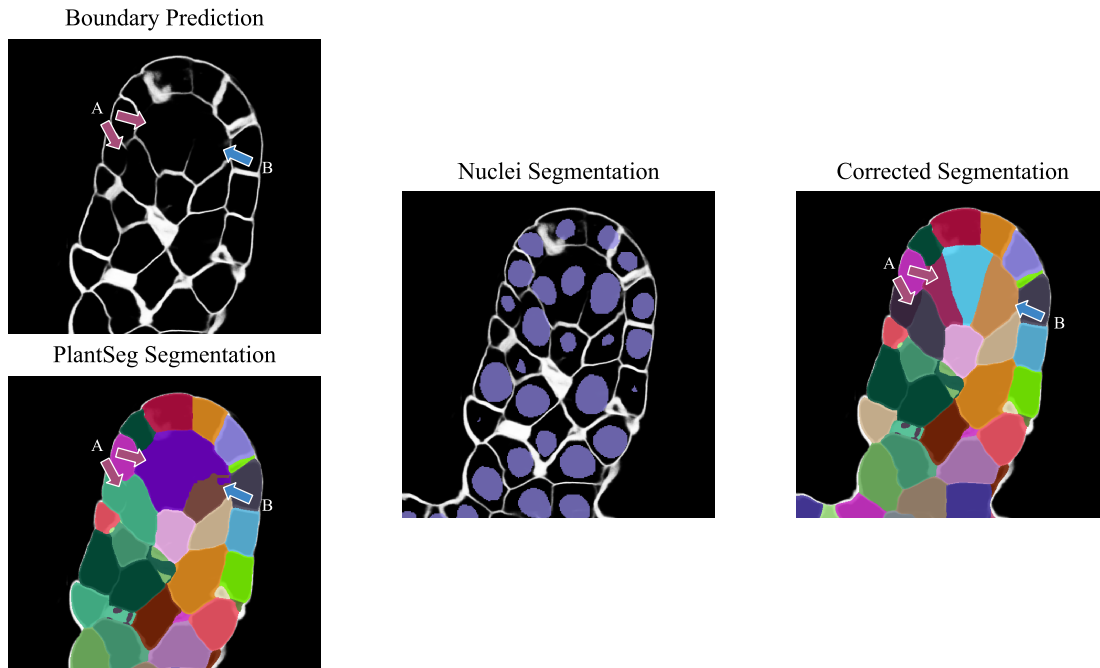 Boundary Prediction
A
B
PlantSeg Segmentation
A
B
Nuclei Segmentation
Corrected Segmentation
A
B